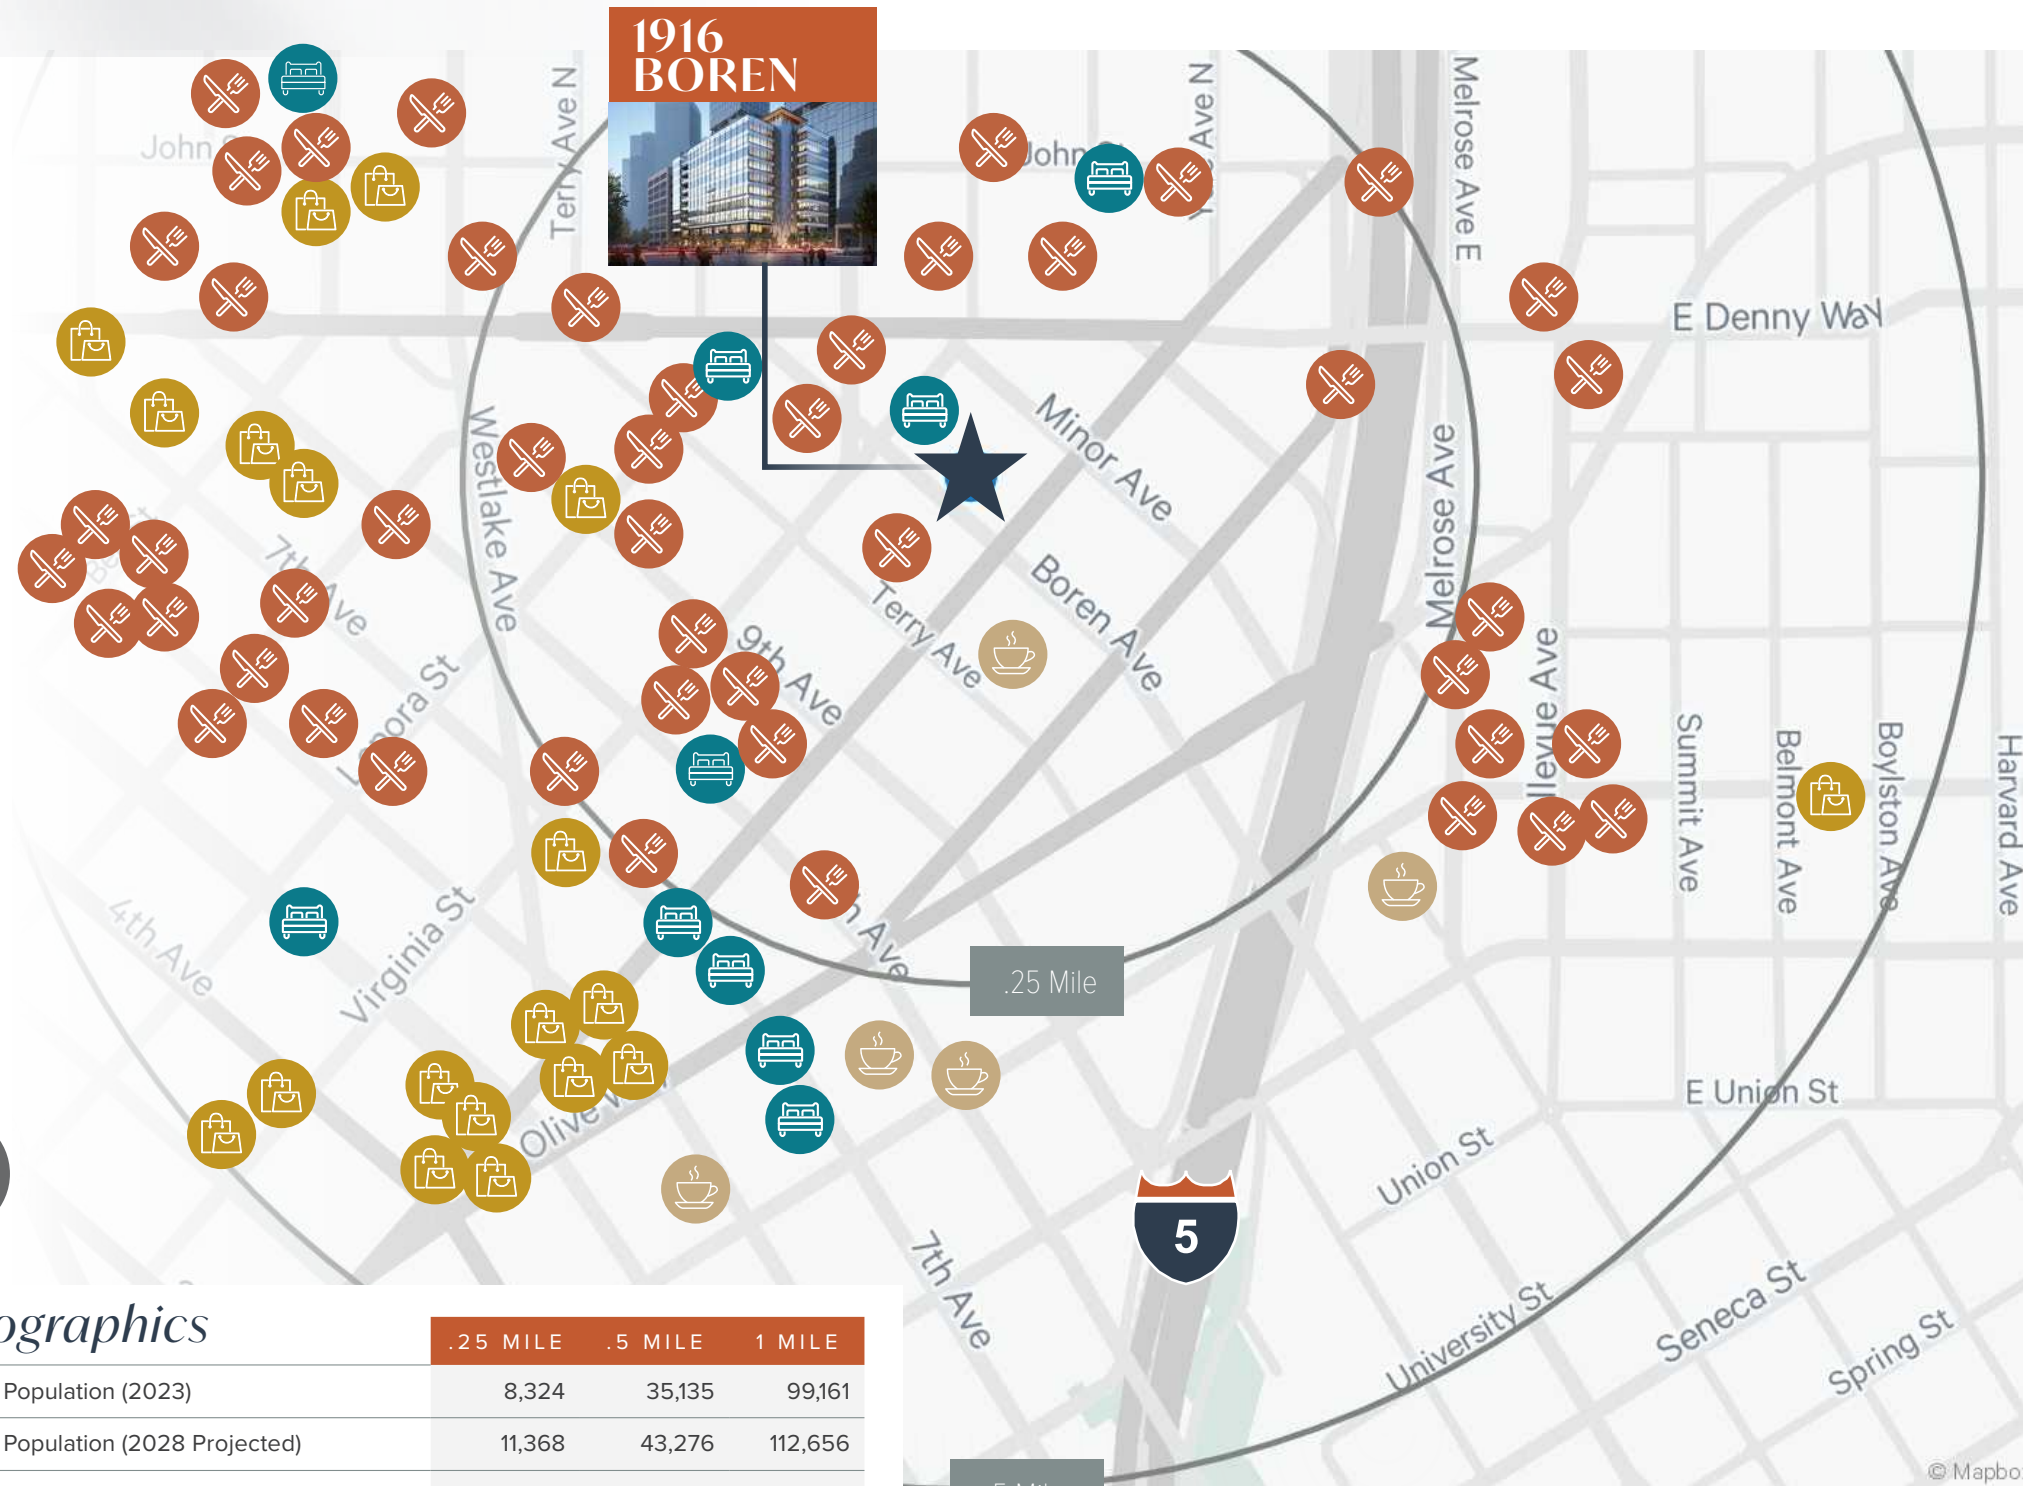 1916
BOREN
Terry Ave N
Ave N
Melrose Ave E
John
John
E Denny Way
Minor Ave
Westlake Ave
Melrose Ave
7th Ave
Boren Ave
Terry Ave
9th Ave
Ave
Summit Ave
Belmont Ave
Boylston Ave
Harvard Ave
4th Ave
Virginia St
Ave
.25 Mile
Olive
E Union St
Union St
5
7th Ave
University St
Seneca St
Spring St
ographics
.25 MILE .5 MILE 1 MILE
Population (2023) 8,324 35,135 99,161
Population (2028 Projected) 11,368 43,276 112,656
© Mapbo